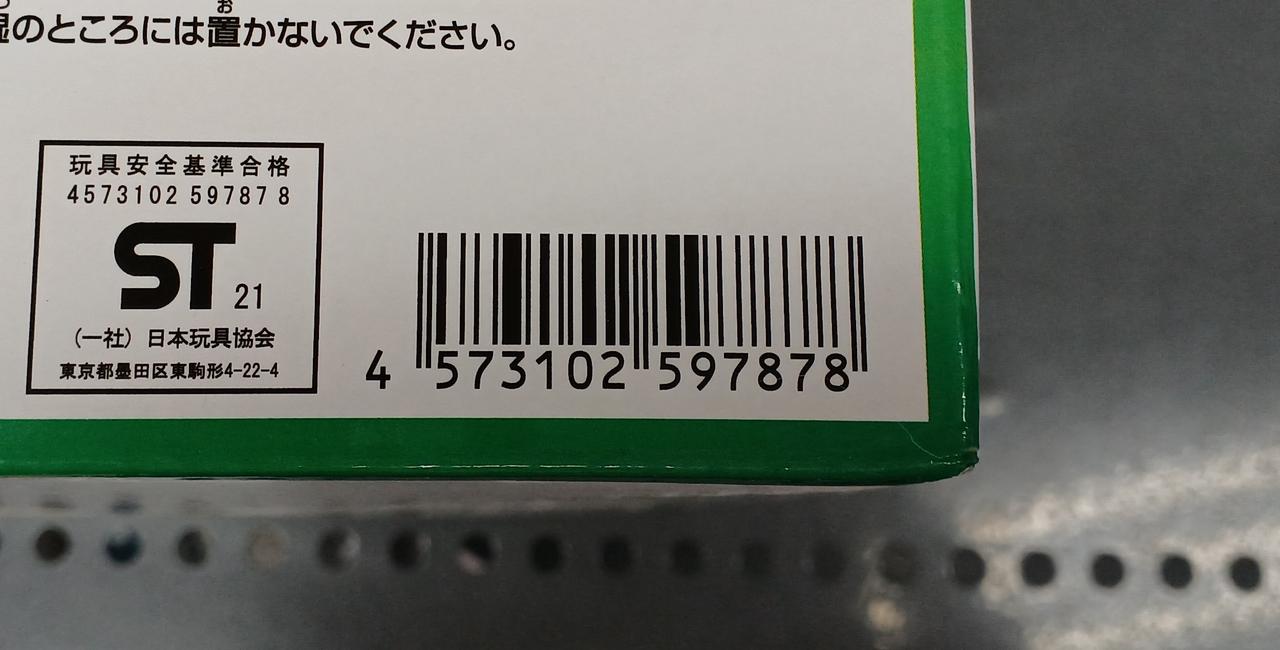 湿のところには置かないでください。
玩具安全基準合格
4573102 59787 8
ST 21
(一社) 日本玩具協会
東京都墨田区東駒形4-22-4
4 573102 597878